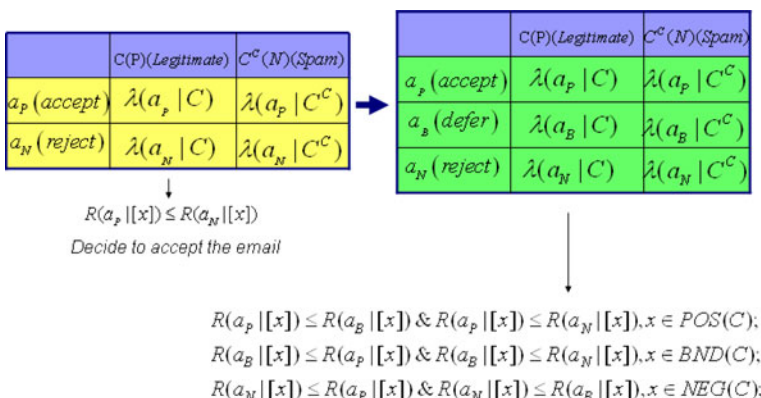 C(P)(Legitimate) C^C(N)(Spam)
a_P(accept) λ(a_P | C) λ(a_P | C^C)
a_N(reject) λ(a_N | C) λ(a_N | C^C)
R(a_P | [x]) ≤ R(a_N | [x])
Decide to accept the email
C(P)(Legitimate) C^C(N)(Spam)
a_P(accept) λ(a_P | C) λ(a_P | C^C)
a_B(defer) λ(a_B | C) λ(a_B | C^C)
a_N(reject) λ(a_N | C) λ(a_N | C^C)
R(a_P | [x]) ≤ R(a_B | [x]) & R(a_P | [x]) ≤ R(a_N | [x]), x ∈ POS(C);
R(a_B | [x]) ≤ R(a_P | [x]) & R(a_B | [x]) ≤ R(a_N | [x]), x ∈ BND(C);
R(a_N | [x]) ≤ R(a_P | [x]) & R(a_N | [x]) ≤ R(a_B | [x]), x ∈ NEG(C);